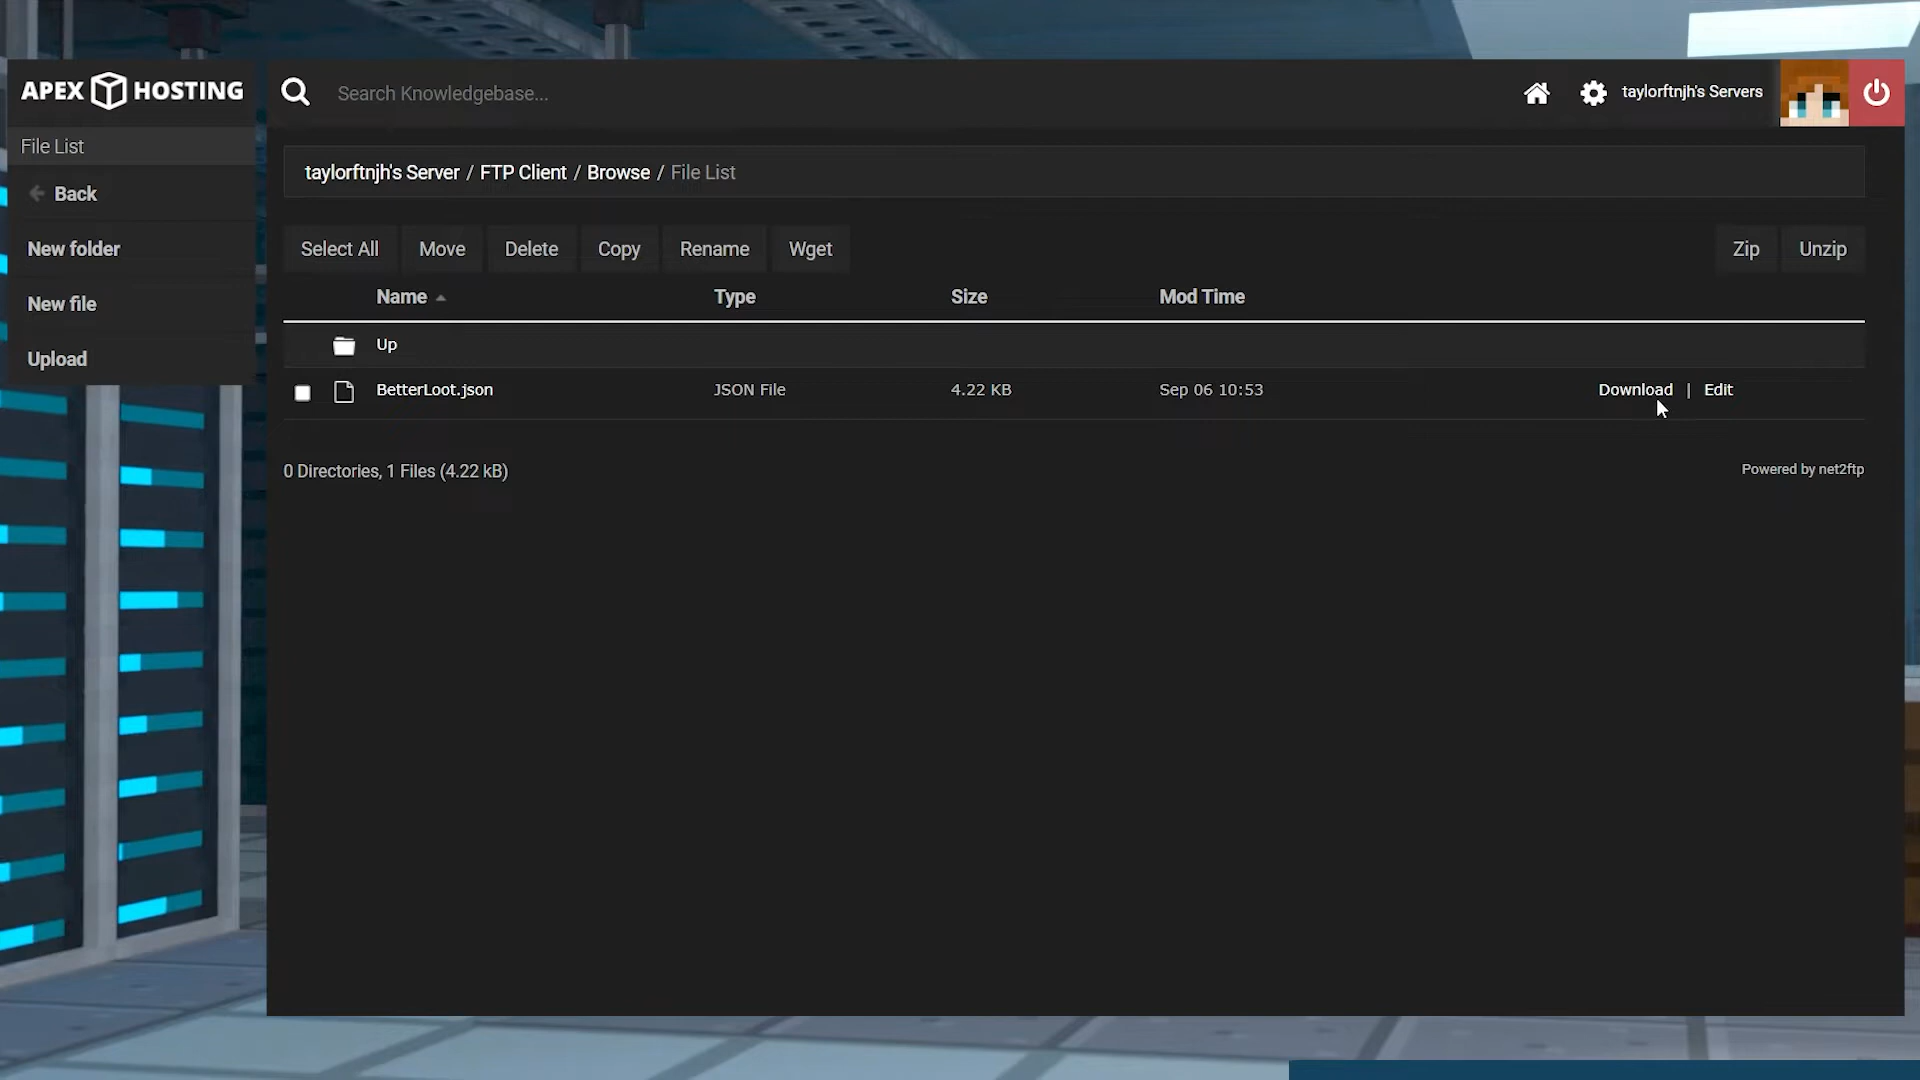 APEX HOSTING
Search Knowledgebase...
taylorftnjh's Servers
File List
Back
New folder
New file
Upload
taylorftnjh's Server / FTP Client / Browse / File List
Select All Move Delete Copy Rename Wget Zip Unzip
Name Type Size Mod Time
Up
BetterLoot.json JSON File 4.22 KB Sep 06 10:53 Download | Edit
0 Directories, 1 Files (4.22 kB)
Powered by net2ftp